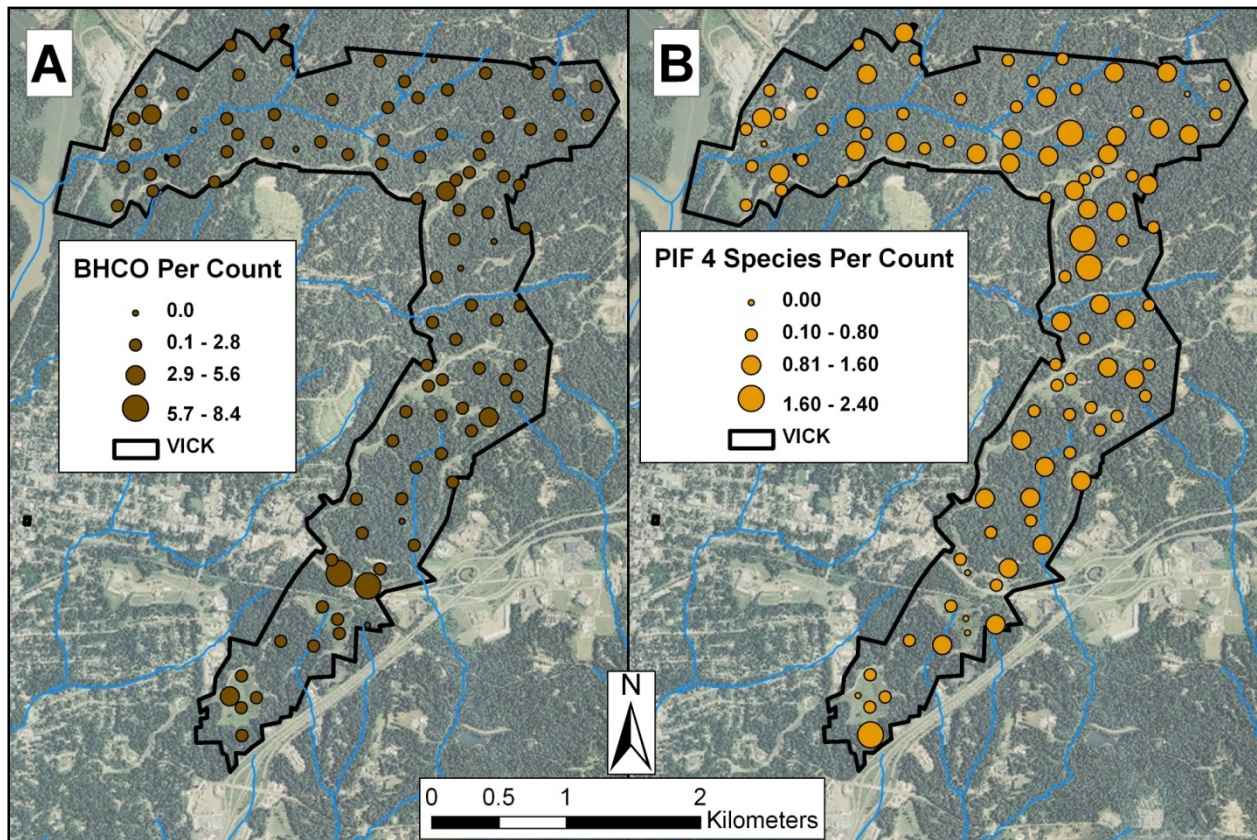 A
BHCO Per Count
0.0
0.1 - 2.8
2.9 - 5.6
5.7 - 8.4
VICK
B
PIF 4 Species Per Count
0.00
0.10 - 0.80
0.81 - 1.60
1.60 - 2.40
VICK
N
0 0.5 1 2
Kilometers